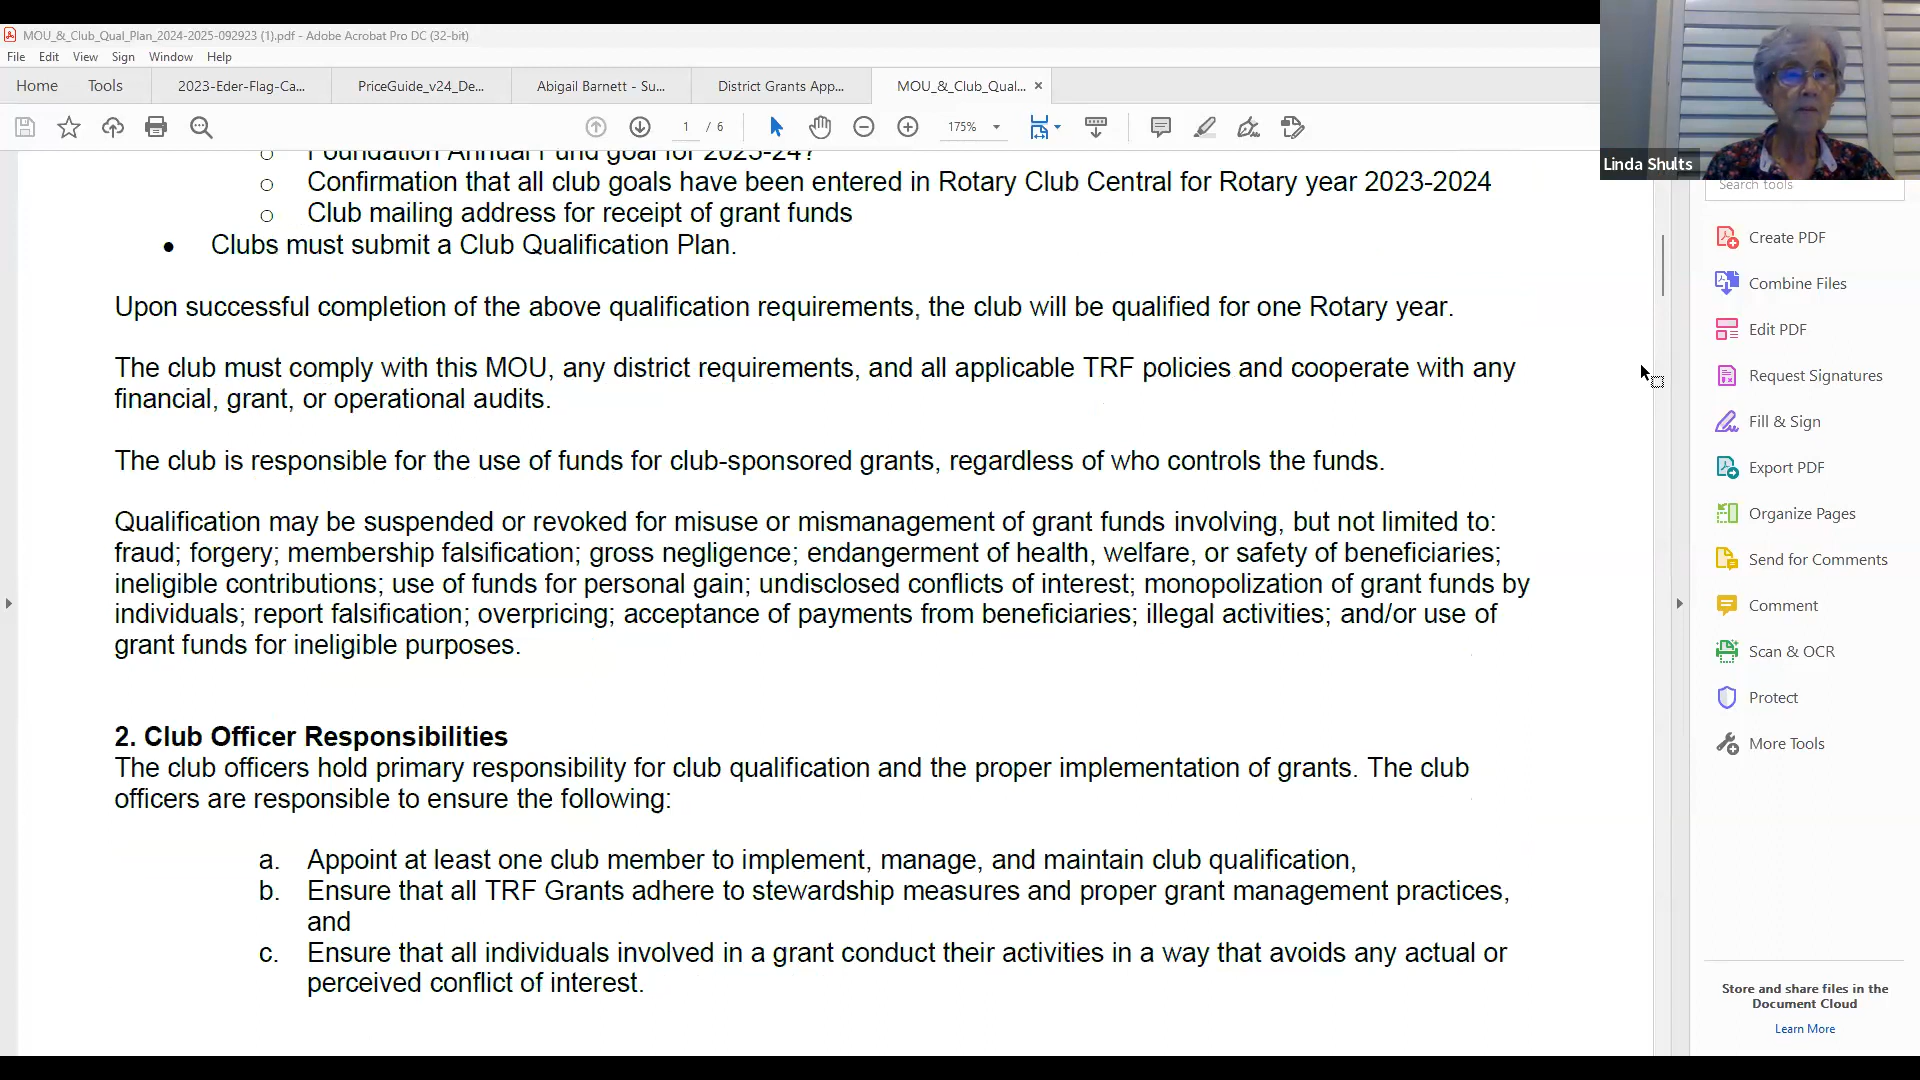 MOU_&_Club_Qual_Plan_2024-2025-092923 (1).pdf - Adobe Acrobat Pro DC (32-bit)
File Edit View Sign Window Help
Home Tools 2023-Eder-Flag-Ca... PriceGuide_v24_De... Abigail Barnett - Su... District Grants App... MOU_&_Club_Qual... ×
1 / 6 175%
Linda Shults
Foundation Annual Fund goal for 2023-24?
○ Confirmation that all club goals have been entered in Rotary Club Central for Rotary year 2023-2024
○ Club mailing address for receipt of grant funds
• Clubs must submit a Club Qualification Plan.
Upon successful completion of the above qualification requirements, the club will be qualified for one Rotary year.
The club must comply with this MOU, any district requirements, and all applicable TRF policies and cooperate with any
financial, grant, or operational audits.
The club is responsible for the use of funds for club-sponsored grants, regardless of who controls the funds.
Qualification may be suspended or revoked for misuse or mismanagement of grant funds involving, but not limited to:
fraud; forgery; membership falsification; gross negligence; endangerment of health, welfare, or safety of beneficiaries;
ineligible contributions; use of funds for personal gain; undisclosed conflicts of interest; monopolization of grant funds by
individuals; report falsification; overpricing; acceptance of payments from beneficiaries; illegal activities; and/or use of
grant funds for ineligible purposes.
2. Club Officer Responsibilities
The club officers hold primary responsibility for club qualification and the proper implementation of grants. The club
officers are responsible to ensure the following:
a. Appoint at least one club member to implement, manage, and maintain club qualification,
b. Ensure that all TRF Grants adhere to stewardship measures and proper grant management practices,
and
c. Ensure that all individuals involved in a grant conduct their activities in a way that avoids any actual or
perceived conflict of interest.
Search tools
Create PDF
Combine Files
Edit PDF
Request Signatures
Fill & Sign
Export PDF
Organize Pages
Send for Comments
Comment
Scan & OCR
Protect
More Tools
Store and share files in the
Document Cloud
Learn More